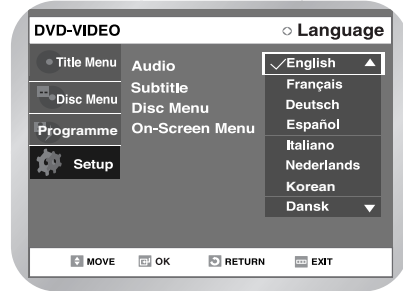 DVD-VIDEO
Language
Title Menu
Disc Menu
Programme
Setup
Audio
Subtitle
Disc Menu
On-Screen Menu
✓English
Français
Deutsch
Español
Italiano
Nederlands
Korean
Dansk
MOVE
OK
RETURN
EXIT